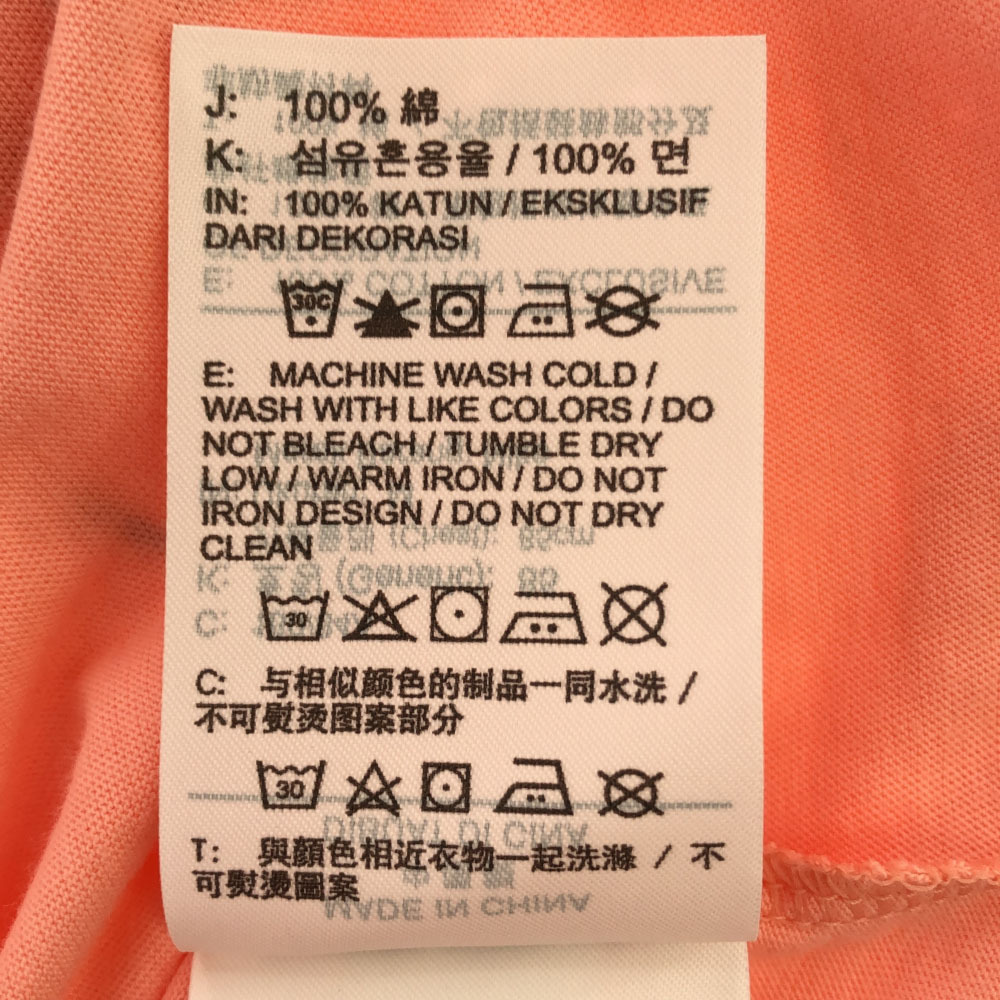 J: 100% 綿
K: 섬유혼용율 / 100% 면
IN: 100% KATUN / EKSKLUSIF
DARI DEKORASI
30C
E: MACHINE WASH COLD /
WASH WITH LIKE COLORS / DO
NOT BLEACH / TUMBLE DRY
LOW / WARM IRON / DO NOT
IRON DESIGN / DO NOT DRY
CLEAN
30
C: 与相似颜色的制品一同水洗 /
不可熨烫图案部分
30
T: 與顏色相近衣物一起洗滌 / 不
可熨燙圖案